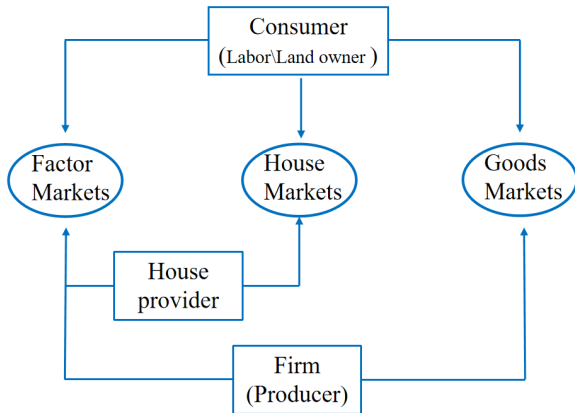 Consumer
(Labor\Land owner )
Factor
Markets
House
Markets
Goods
Markets
House
provider
Firm
(Producer)